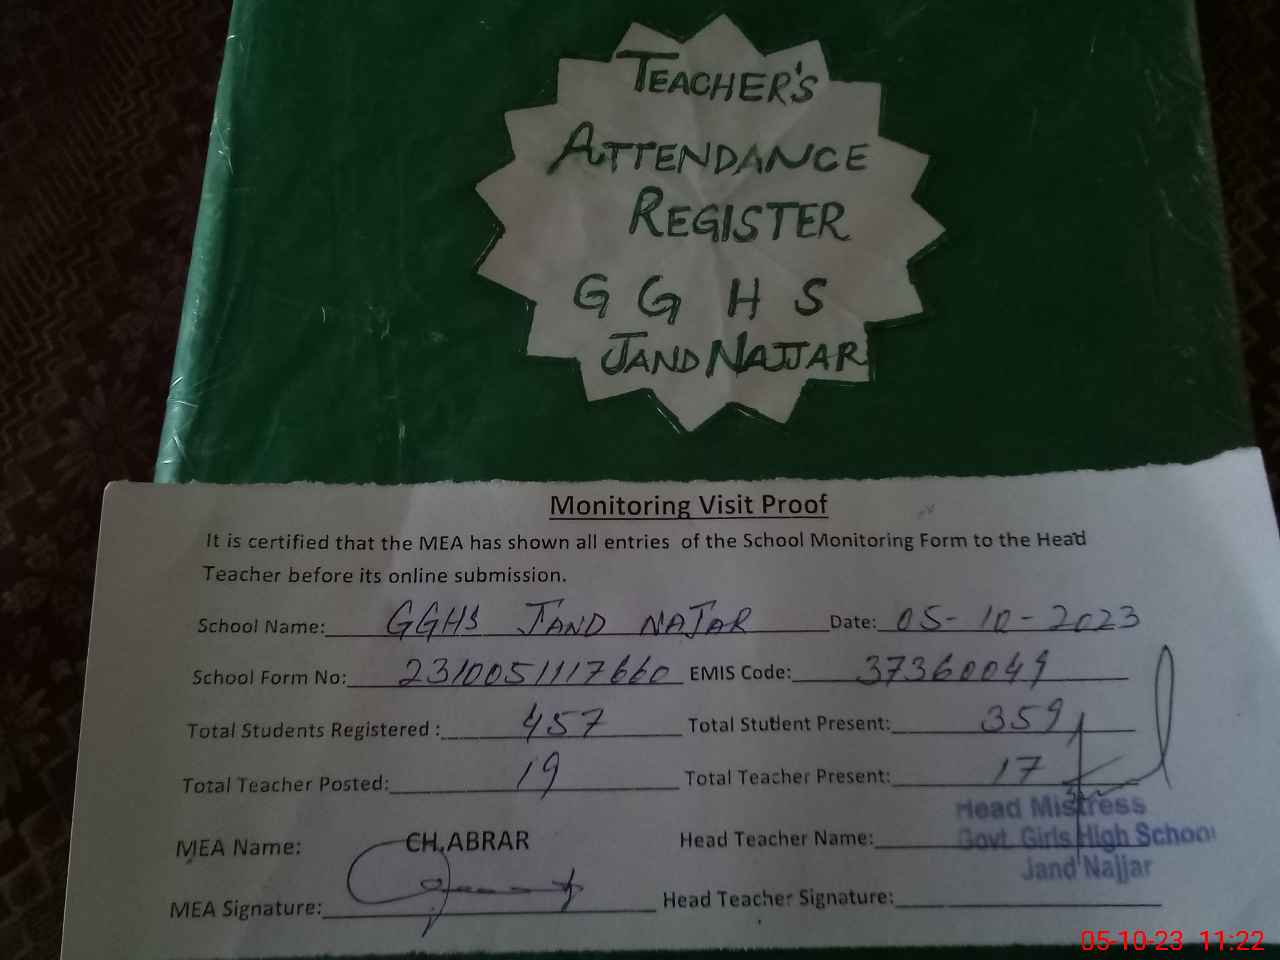 TEACHER'S
ATTENDANCE
REGISTER
G G H S
JAND NAJJAR
Monitoring Visit Proof
It is certified that the MEA has shown all entries of the School Monitoring Form to the Head
Teacher before its online submission.
School Name: GGHS JAND NAJAR Date: 05-10-2023
School Form No: 2310051117660 EMIS Code: 37360049
Total Students Registered : 457 Total Student Present: 359
Total Teacher Posted: 19 Total Teacher Present: 17
Head Mistress
MEA Name: CH.ABRAR Head Teacher Name: Govt. Girls High School
Jand Najjar
MEA Signature: Head Teacher Signature:
05-10-23 11:22